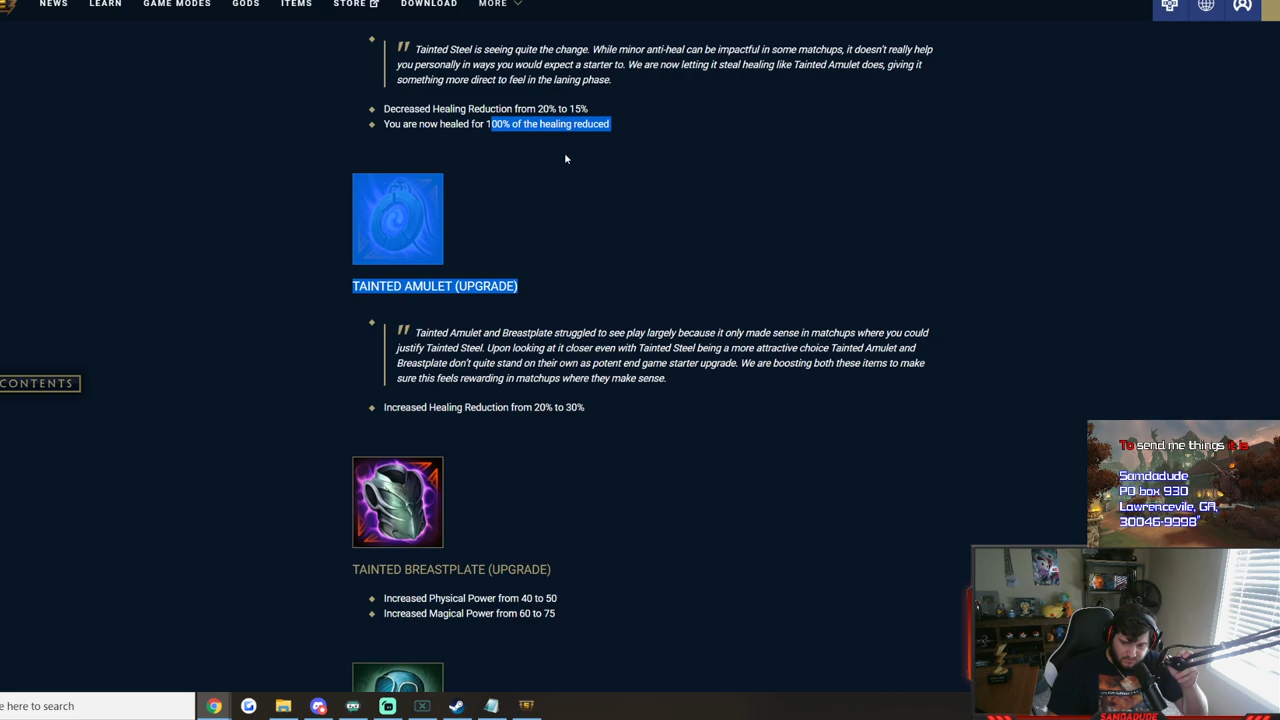 NEWS LEARN GAME MODES GODS ITEMS STORE DOWNLOAD MORE
" Tainted Steel is seeing quite the change. While minor anti-heal can be impactful in some matchups, it doesn't really help
you personally in ways you would expect a starter to. We are now letting it steal healing like Tainted Amulet does, giving it
something more direct to feel in the laning phase.
Decreased Healing Reduction from 20% to 15%
You are now healed for 100% of the healing reduced
TAINTED AMULET (UPGRADE)
" Tainted Amulet and Breastplate struggled to see play largely because it only made sense in matchups where you could
justify Tainted Steel. Upon looking at it closer even with Tainted Steel being a more attractive choice Tainted Amulet and
Breastplate don't quite stand on their own as potent end game starter upgrade. We are boosting both these items to make
sure this feels rewarding in matchups where they make sense.
CONTENTS
Increased Healing Reduction from 20% to 30%
To send me things it is
Samdadude
PO box 930
Lawrencevile, GA,
30046-9998"
TAINTED BREASTPLATE (UPGRADE)
Increased Physical Power from 40 to 50
Increased Magical Power from 60 to 75
e here to search
SAMDADUDE